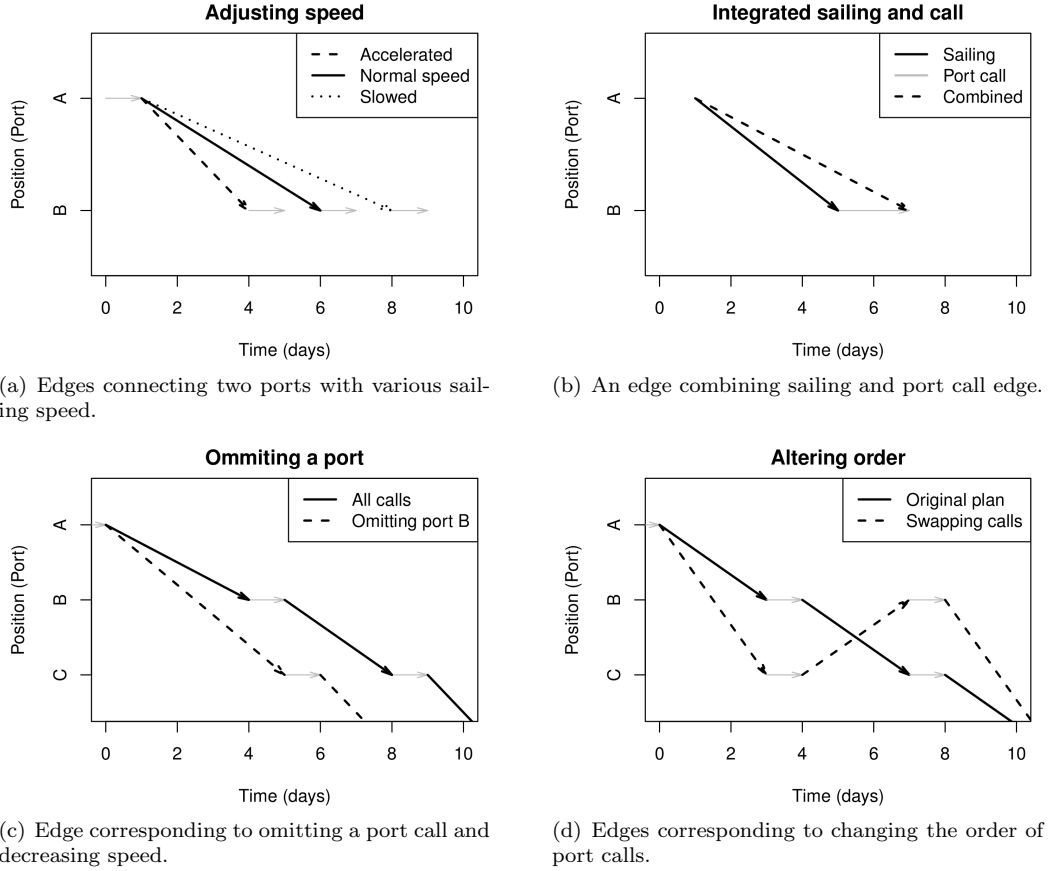 Adjusting speed
Accelerated
Normal speed
Slowed
Position (Port)
A
B
0 2 4 6 8 10
Time (days)
(a) Edges connecting two ports with various sail-
ing speed.
Integrated sailing and call
Sailing
Port call
Combined
Position (Port)
A
B
0 2 4 6 8 10
Time (days)
(b) An edge combining sailing and port call edge.
Ommiting a port
All calls
Omitting port B
Position (Port)
A
B
C
0 2 4 6 8 10
Time (days)
(c) Edge corresponding to omitting a port call and
decreasing speed.
Altering order
Original plan
Swapping calls
Position (Port)
A
B
C
0 2 4 6 8 10
Time (days)
(d) Edges corresponding to changing the order of
port calls.